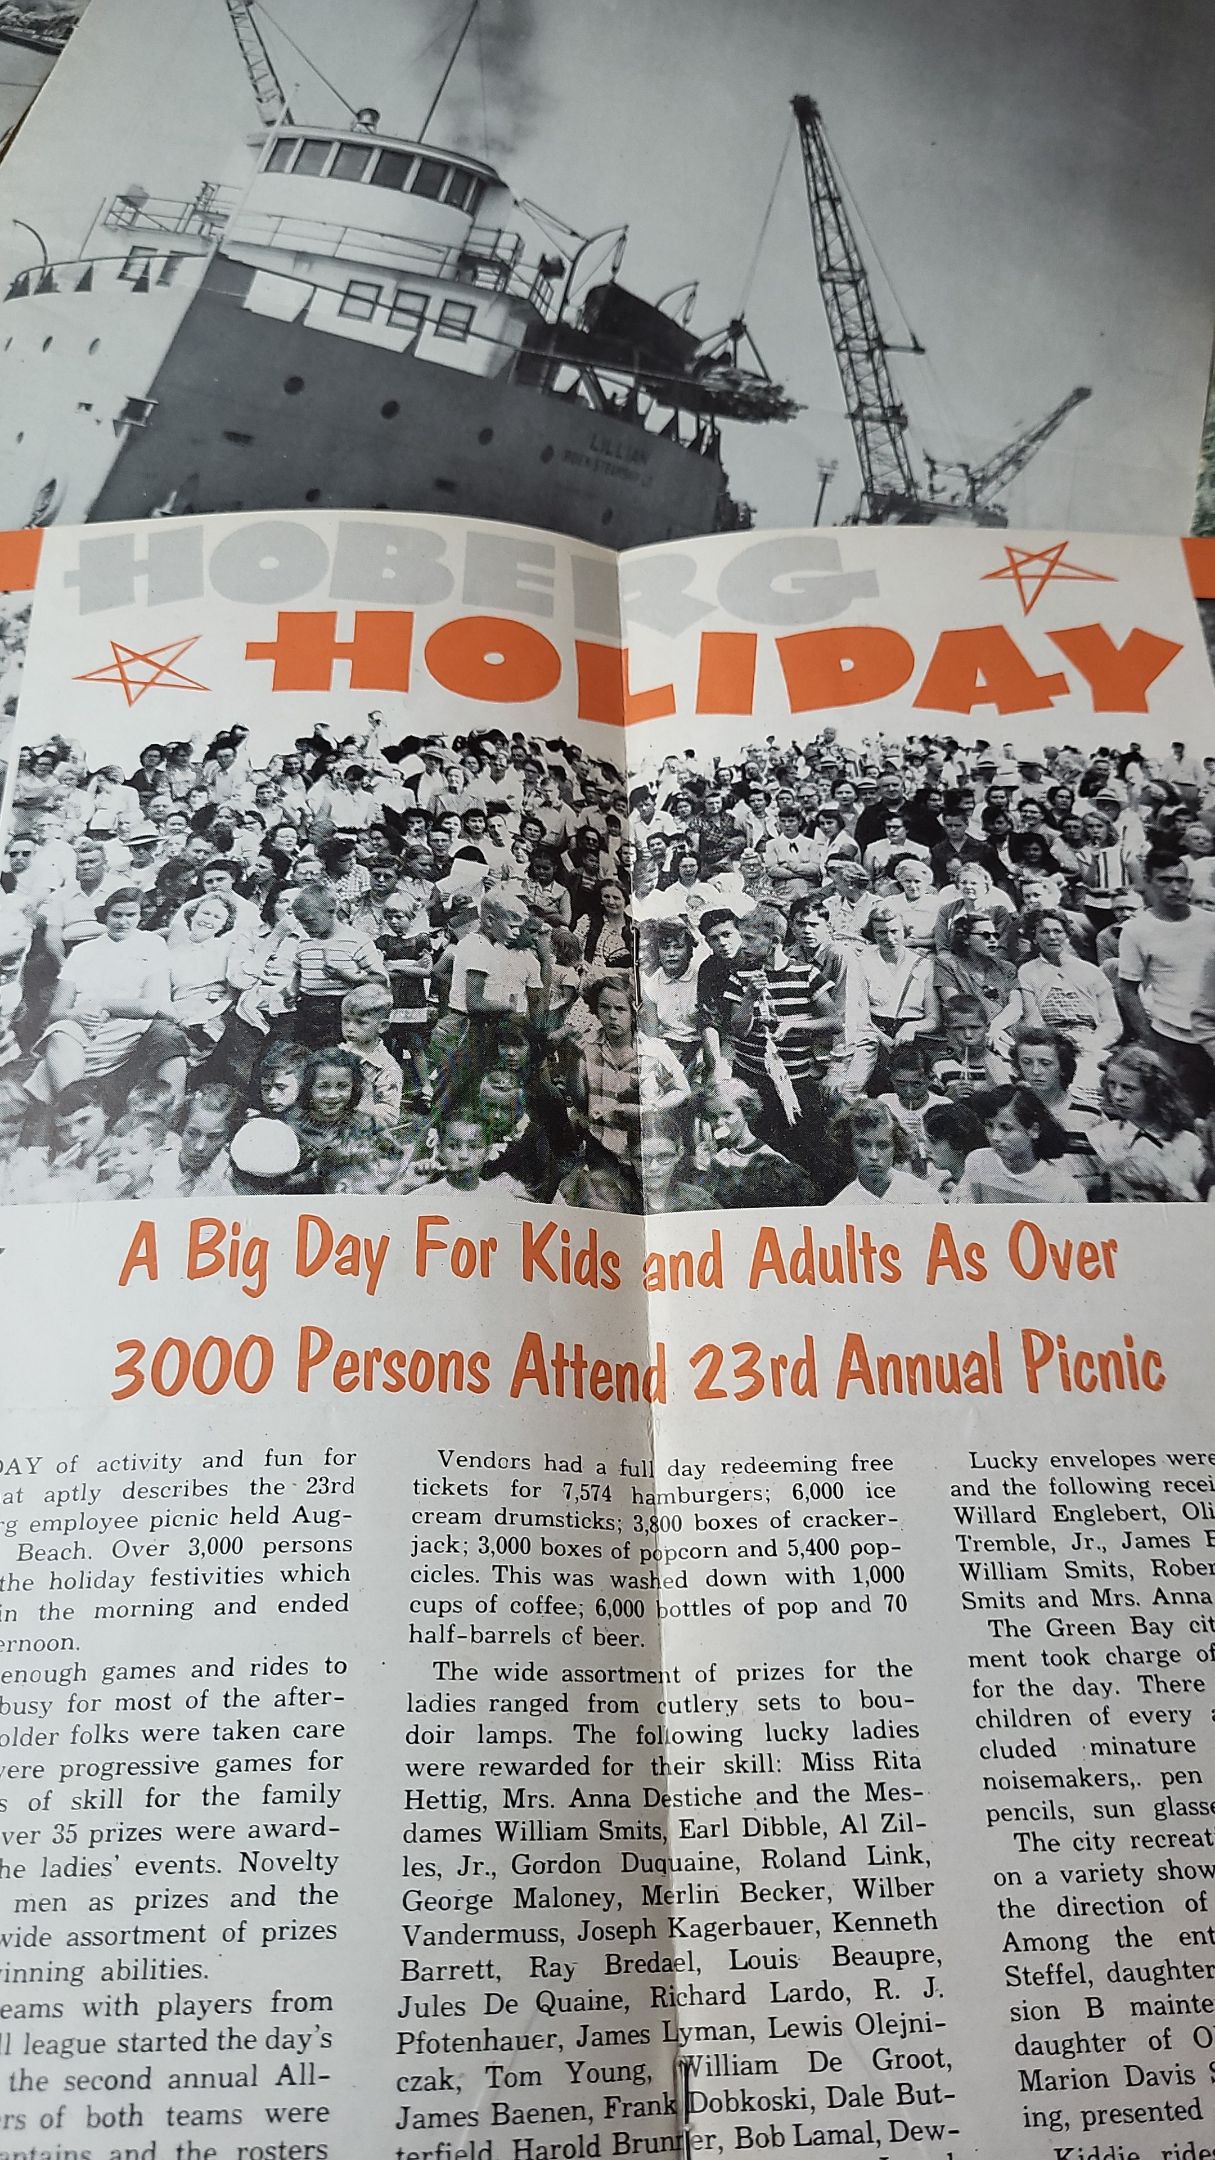 LILLIAN
HOBERG
HOLIDAY
A Big Day For Kids and Adults As Over
3000 Persons Attend 23rd Annual Picnic
DAY of activity and fun for
at aptly describes the 23rd
rg employee picnic held Aug-
Beach. Over 3,000 persons
the holiday festivities which
in the morning and ended
ernoon.
enough games and rides to
busy for most of the after-
older folks were taken care
were progressive games for
s of skill for the family
ver 35 prizes were award-
he ladies' events. Novelty
men as prizes and the
wide assortment of prizes
inning abilities.
eams with players from
ll league started the day's
the second annual All-
rs of both teams were
aptains and the rosters
Vendors had a full day redeeming free
tickets for 7,574 hamburgers; 6,000 ice
cream drumsticks; 3,800 boxes of cracker-
jack; 3,000 boxes of popcorn and 5,400 pop-
cicles. This was washed down with 1,000
cups of coffee; 6,000 bottles of pop and 70
half-barrels of beer.
The wide assortment of prizes for the
ladies ranged from cutlery sets to bou-
doir lamps. The following lucky ladies
were rewarded for their skill: Miss Rita
Hettig, Mrs. Anna Destiche and the Mes-
dames William Smits, Earl Dibble, Al Zil-
les, Jr., Gordon Duquaine, Roland Link,
George Maloney, Merlin Becker, Wilber
Vandermuss, Joseph Kagerbauer, Kenneth
Barrett, Ray Bredael, Louis Beaupre,
Jules De Quaine, Richard Lardo, R. J.
Pfotenhauer, James Lyman, Lewis Olejni-
czak, Tom Young, William De Groot,
James Baenen, Frank Dobkoski, Dale But-
terfield, Harold Brunner, Bob Lamal, Dew-
Lucky envelopes were
and the following recei
Willard Englebert, Oli
Tremble, Jr., James
William Smits, Rober
Smits and Mrs. Anna
The Green Bay cit
ment took charge of
for the day. There
children of every
cluded minature
noisemakers,. pen
pencils, sun glasse
The city recreat
on a variety show
the direction of
Among the ent
Steffel, daughter
sion B mainte
daughter of O
Marion Davis
ing, presented
Kiddie rides